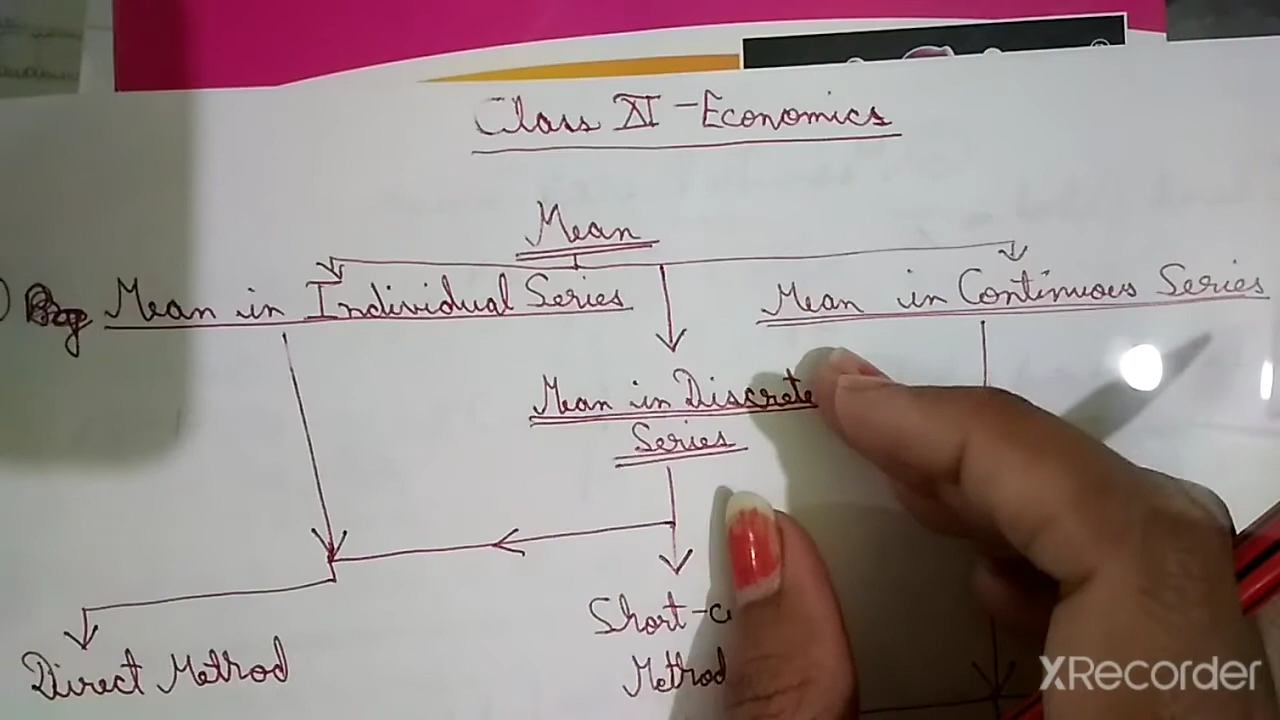 Class XI - Economics
Mean
Mean in Individual Series
Mean in Continuous Series
Mean in Discrete
Series
Short-c
Method
Direct Method
XRecorder